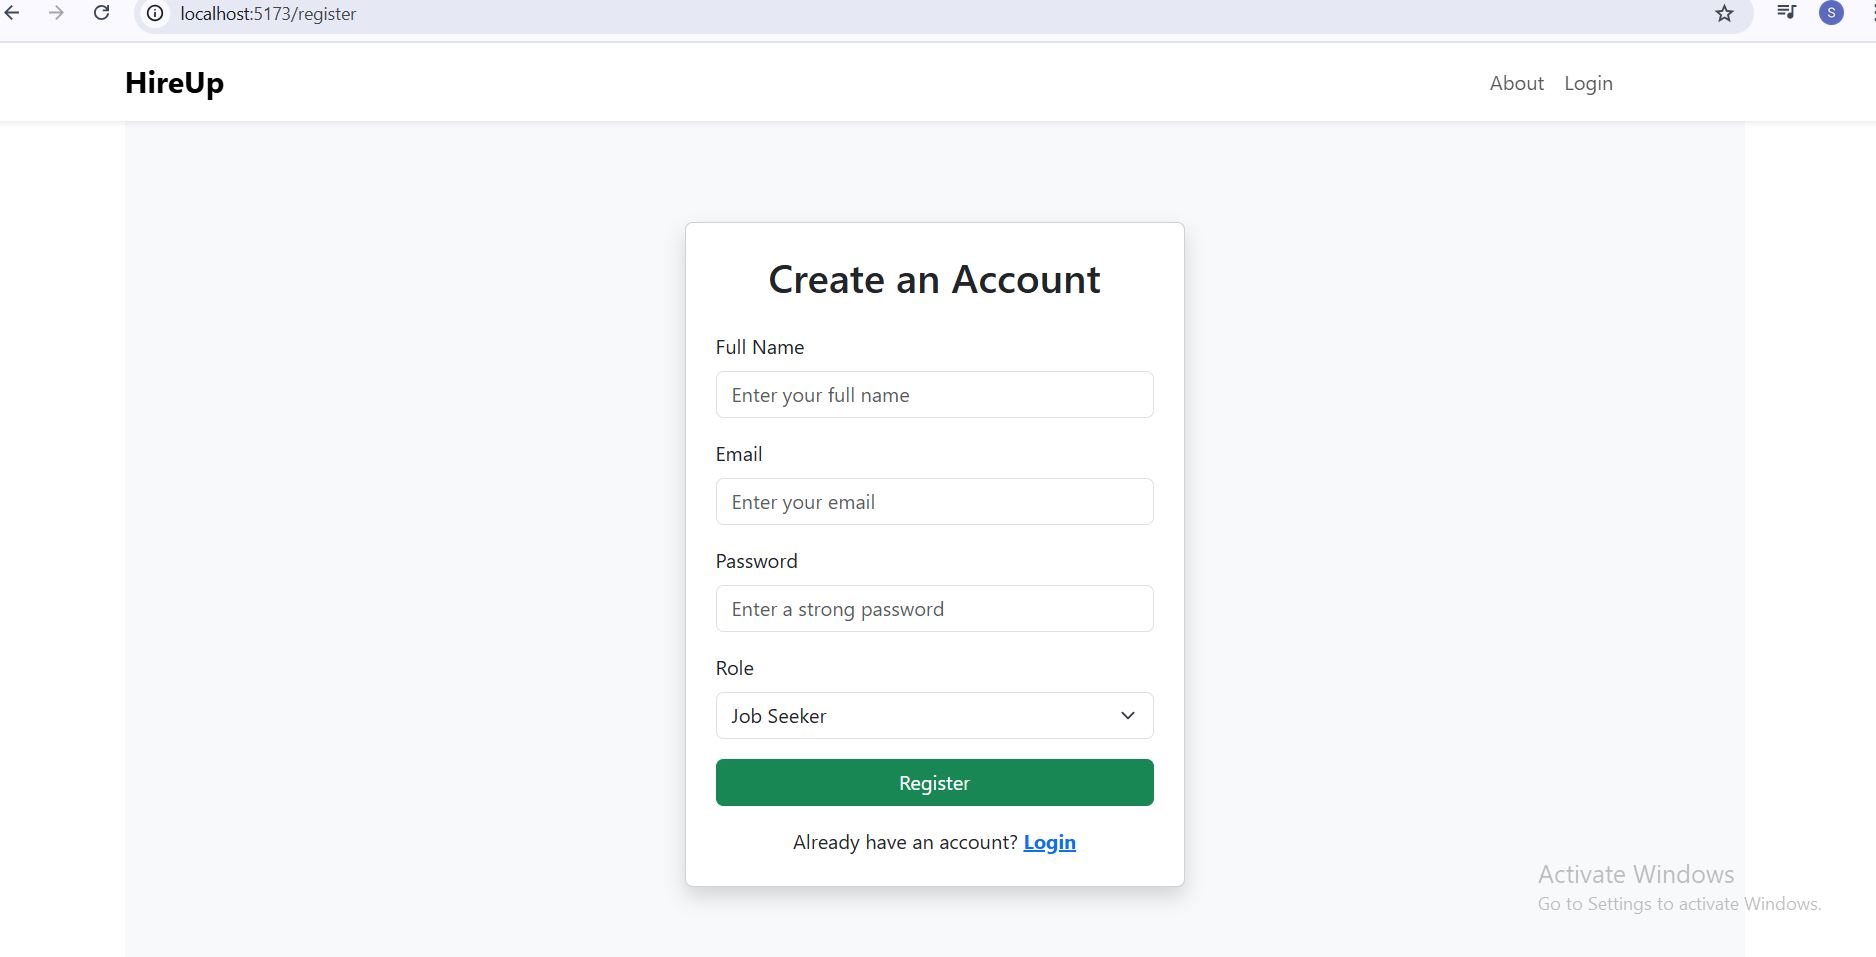 localhost:5173/register
S
HireUp
About Login
Create an Account
Full Name
Enter your full name
Email
Enter your email
Password
Enter a strong password
Role
Job Seeker
Register
Already have an account? Login
Activate Windows
Go to Settings to activate Windows.